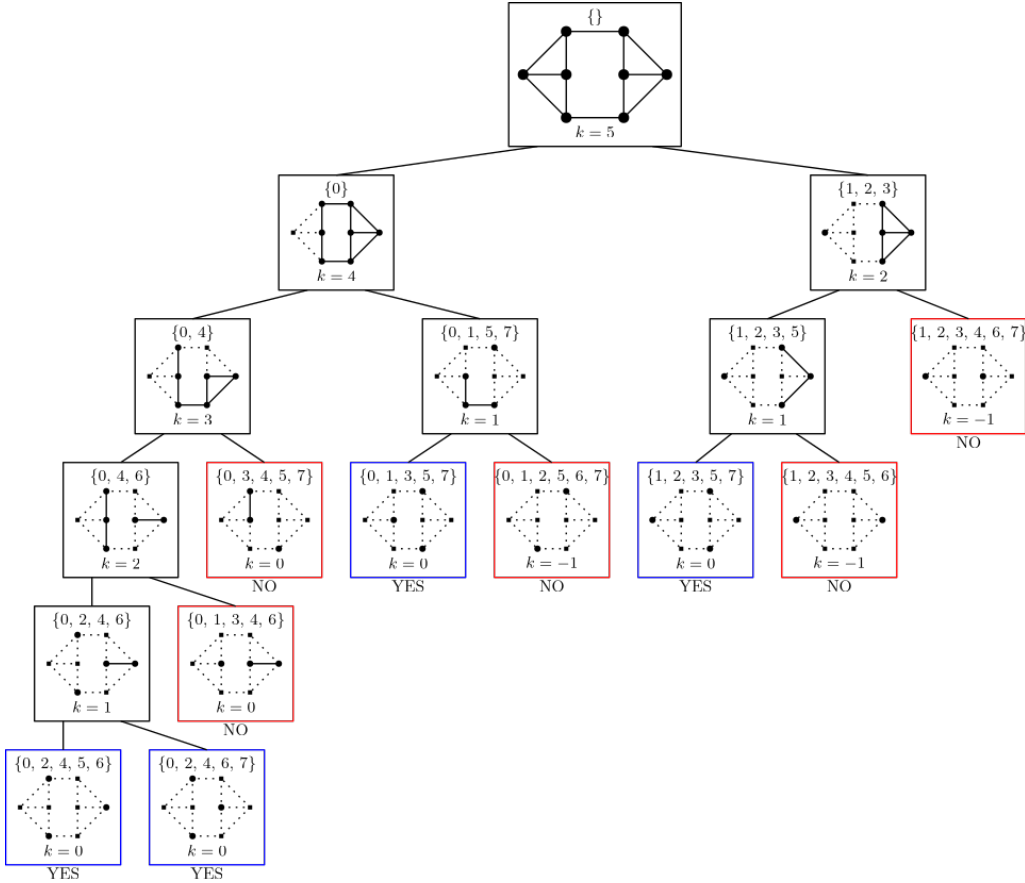 {}
k = 5
{0}
k = 4
{1, 2, 3}
k = 2
{0, 4}
k = 3
{0, 1, 5, 7}
k = 1
{1, 2, 3, 5}
k = 1
{1, 2, 3, 4, 6, 7}
k = −1
NO
{0, 4, 6}
k = 2
{0, 3, 4, 5, 7}
k = 0
NO
{0, 1, 3, 5, 7}
k = 0
YES
{0, 1, 2, 5, 6, 7}
k = −1
NO
{1, 2, 3, 5, 7}
k = 0
YES
{1, 2, 3, 4, 5, 6}
k = −1
NO
{0, 2, 4, 6}
k = 1
{0, 1, 3, 4, 6}
k = 0
NO
{0, 2, 4, 5, 6}
k = 0
YES
{0, 2, 4, 6, 7}
k = 0
YES